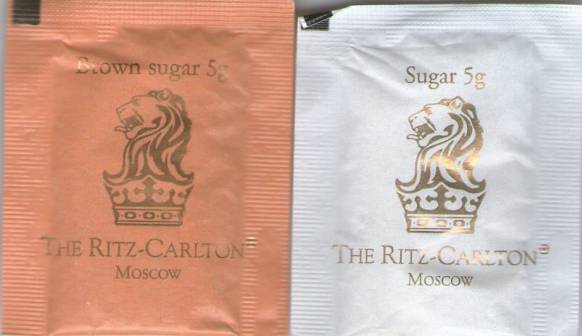 Brown sugar 5g
THE RITZ-CARLTON®
MOSCOW
Sugar 5g
THE RITZ-CARLTON®
MOSCOW